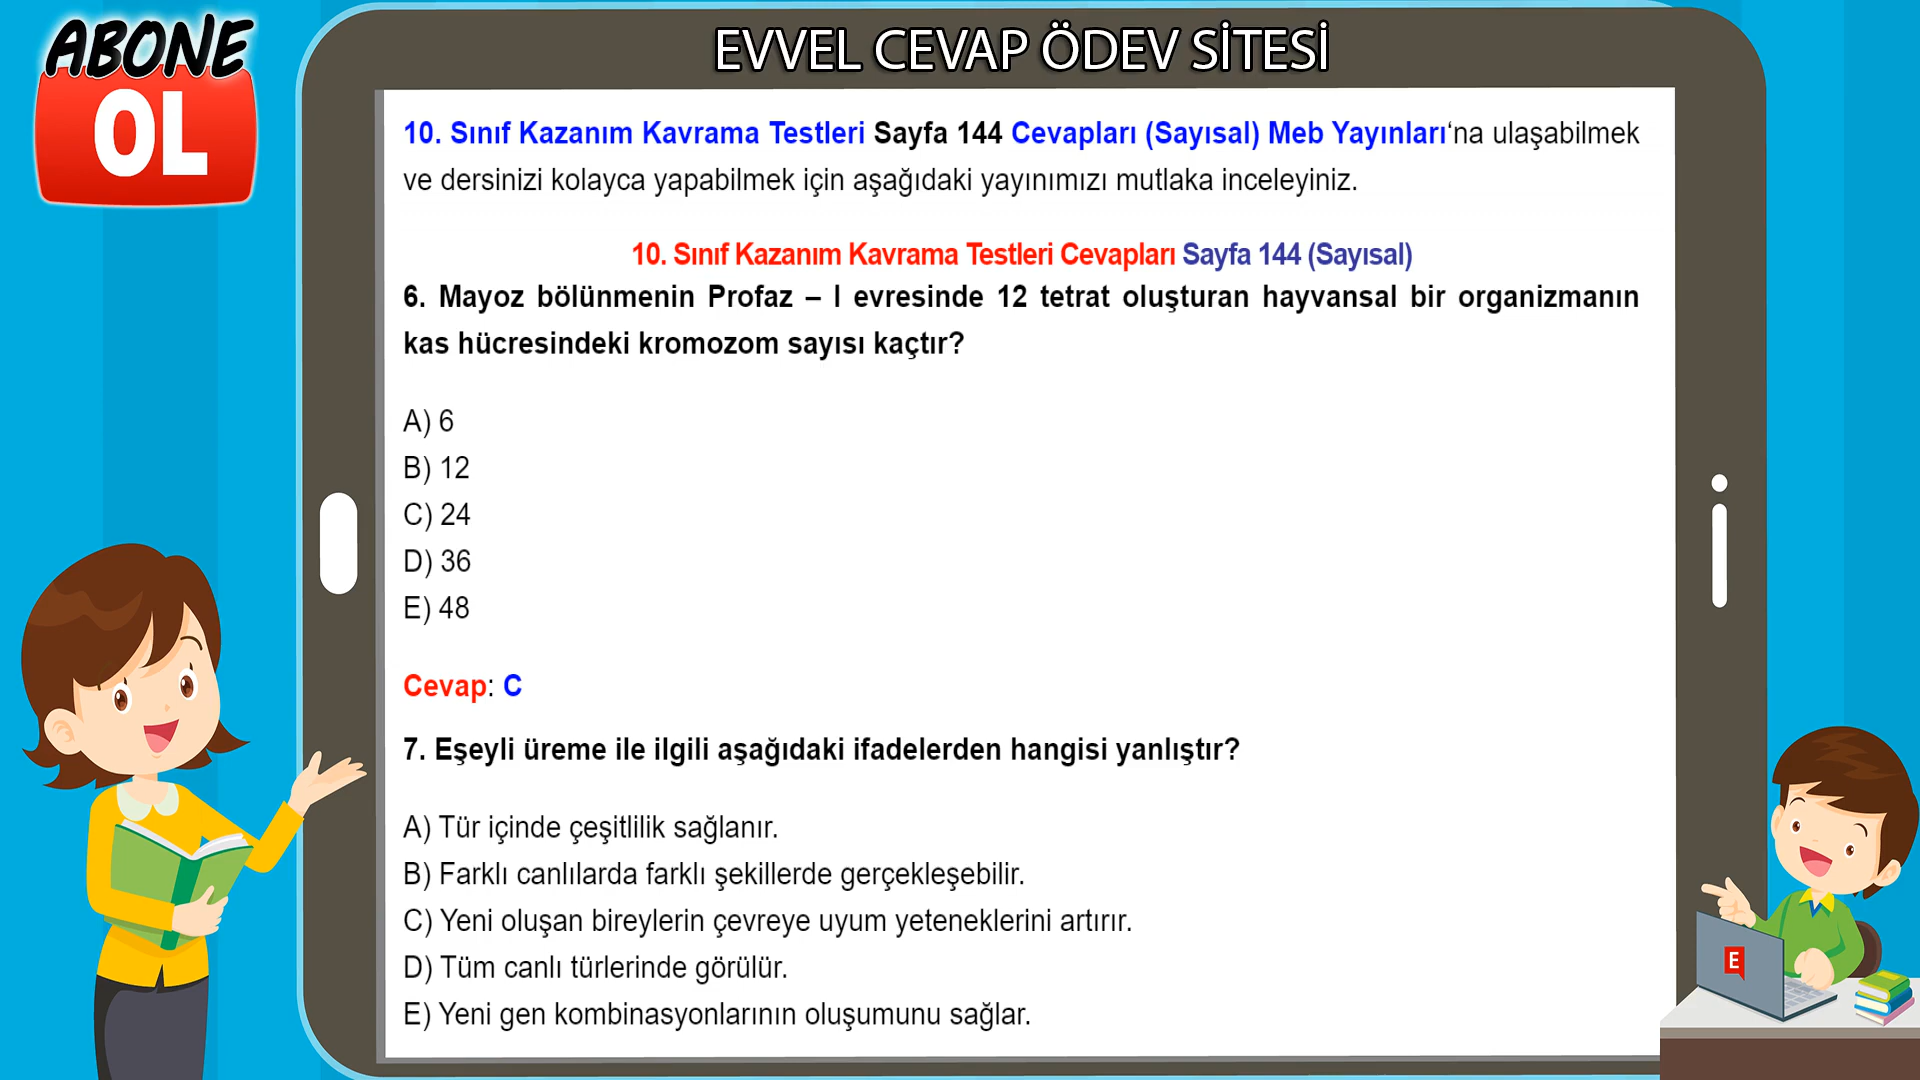 ABONE
OL
EVVEL CEVAP ÖDEV SİTESİ
10. Sınıf Kazanım Kavrama Testleri Sayfa 144 Cevapları (Sayısal) Meb Yayınları‘na ulaşabilmek
ve dersinizi kolayca yapabilmek için aşağıdaki yayınımızı mutlaka inceleyiniz.
10. Sınıf Kazanım Kavrama Testleri Cevapları Sayfa 144 (Sayısal)
6. Mayoz bölünmenin Profaz – I evresinde 12 tetrat oluşturan hayvansal bir organizmanın
kas hücresindeki kromozom sayısı kaçtır?
A) 6
B) 12
C) 24
D) 36
E) 48
Cevap: C
7. Eşeyli üreme ile ilgili aşağıdaki ifadelerden hangisi yanlıştır?
A) Tür içinde çeşitlilik sağlanır.
B) Farklı canlılarda farklı şekillerde gerçekleşebilir.
C) Yeni oluşan bireylerin çevreye uyum yeteneklerini artırır.
D) Tüm canlı türlerinde görülür.
E) Yeni gen kombinasyonlarının oluşumunu sağlar.
E